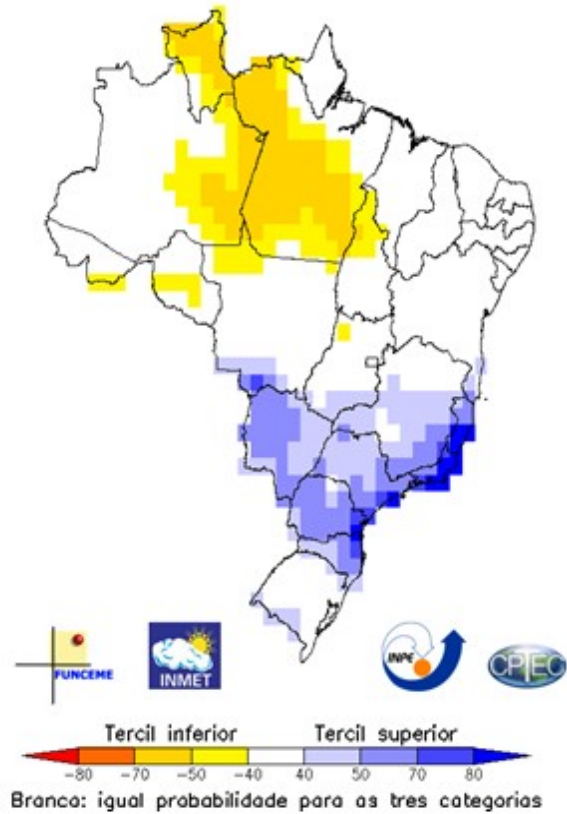 FUNCEME
INMET
INPE
CPTEC
Tercil inferior Tercil superior
-80 -70 -50 -40 40 50 70 80
Branca: igual probabilidade para as tres categorias